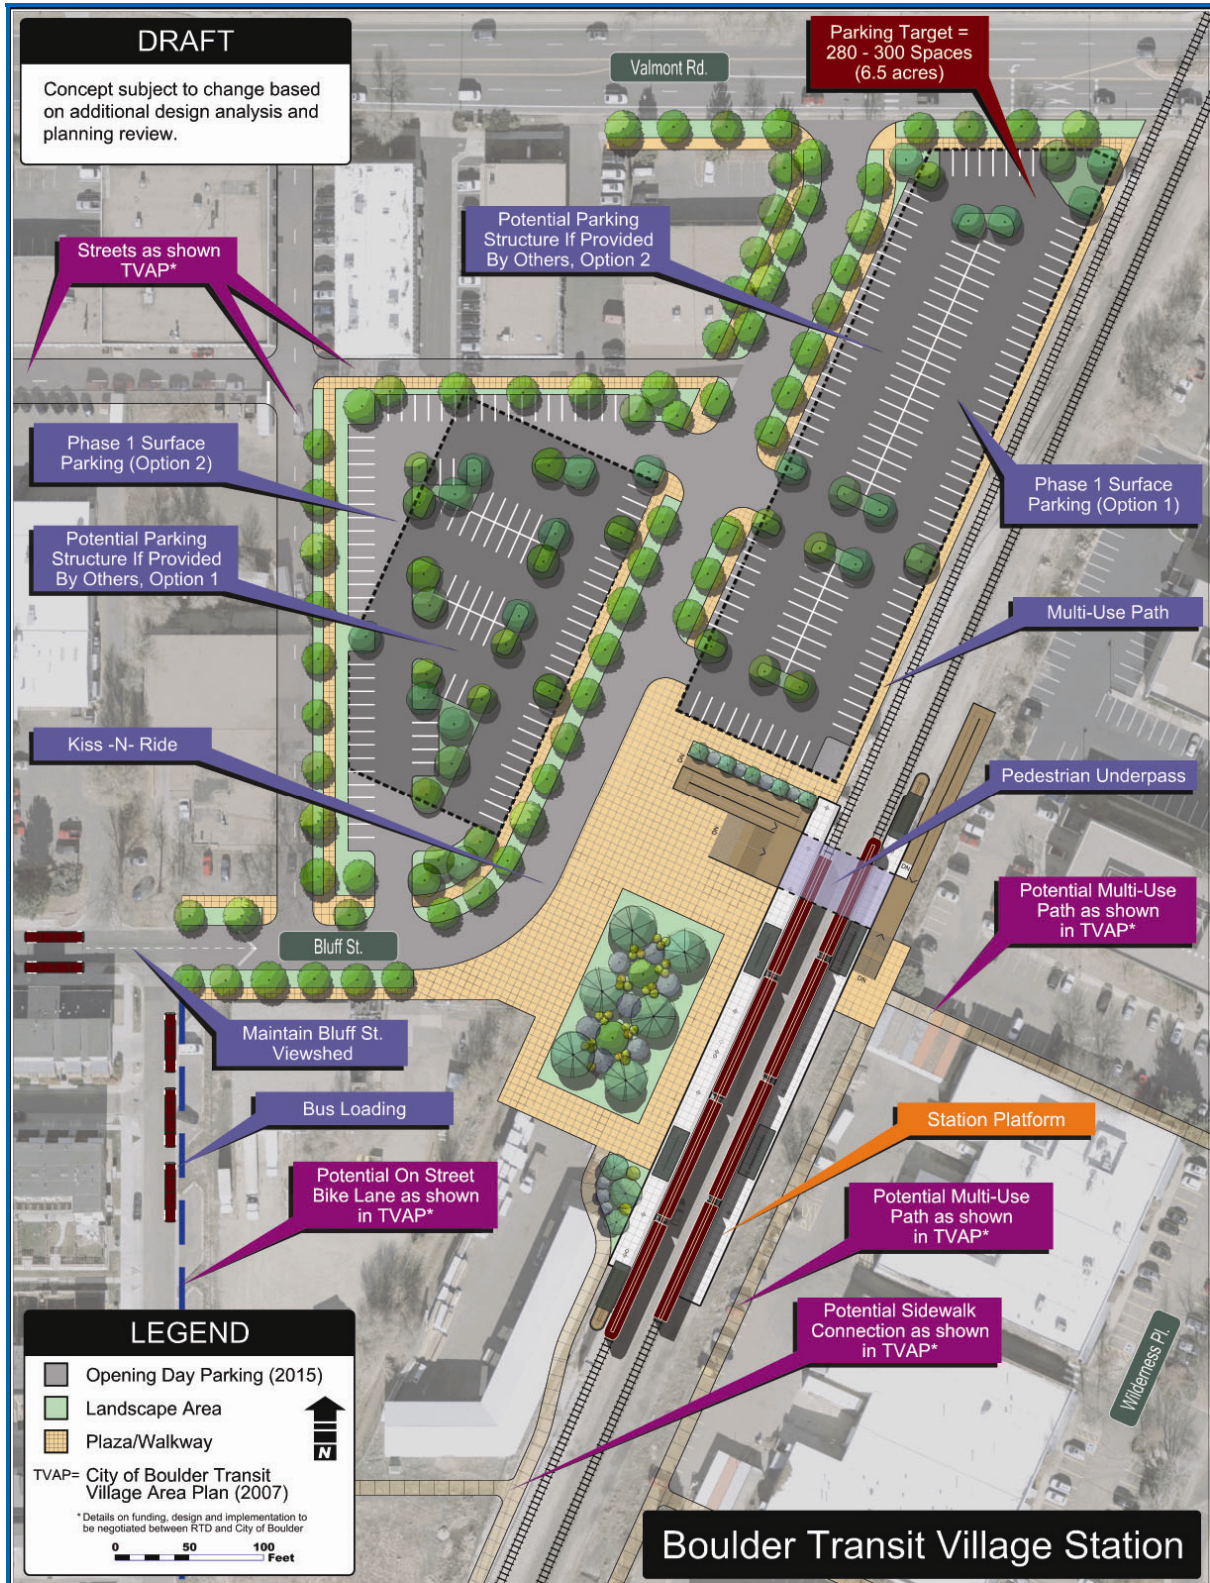 DRAFT
Concept subject to change based
on additional design analysis and
planning review.
Valmont Rd.
Parking Target =
280 - 300 Spaces
(6.5 acres)
Streets as shown
TVAP*
Potential Parking
Structure If Provided
By Others, Option 2
Phase 1 Surface
Parking (Option 2)
Phase 1 Surface
Parking (Option 1)
Potential Parking
Structure If Provided
By Others, Option 1
Multi-Use Path
Kiss -N- Ride
Pedestrian Underpass
DN
DN
DN
DN
Potential Multi-Use
Path as shown
in TVAP*
Bluff St.
Maintain Bluff St.
Viewshed
Bus Loading
Station Platform
Potential On Street
Bike Lane as shown
in TVAP*
Potential Multi-Use
Path as shown
in TVAP*
Potential Sidewalk
Connection as shown
in TVAP*
Wilderness Pl.
LEGEND
Opening Day Parking (2015)
Landscape Area
Plaza/Walkway
N
TVAP= City of Boulder Transit
Village Area Plan (2007)
* Details on funding, design and implementation to
be negotiated between RTD and City of Boulder
0 50 100
Feet
Boulder Transit Village Station